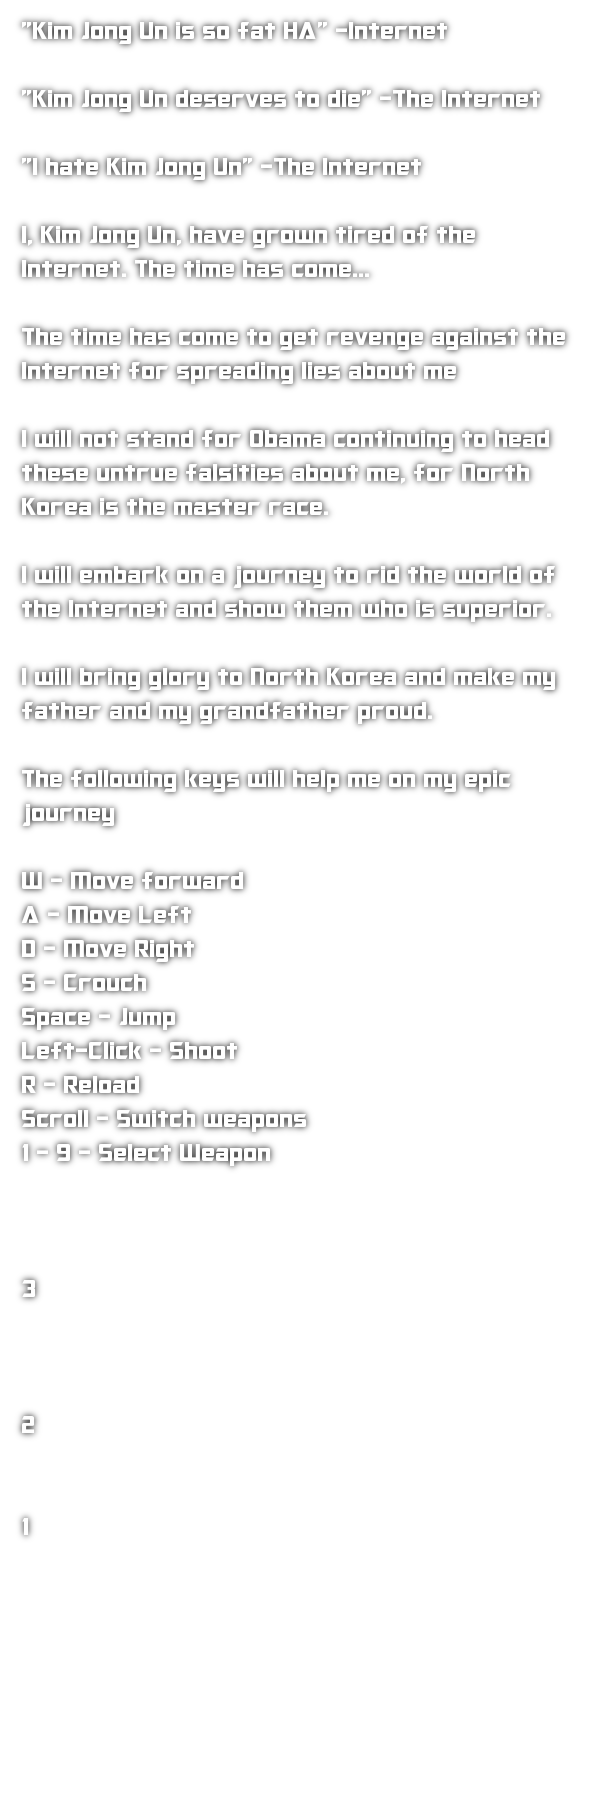 "Kim Jong Un is so fat HA" -Internet
"Kim Jong Un deserves to die" -The Internet
"I hate Kim Jong Un" -The Internet
I, Kim Jong Un, have grown tired of the
Internet. The time has come...
The time has come to get revenge against the
Internet for spreading lies about me
I will not stand for Obama continuing to head
these untrue falsities about me, for North
Korea is the master race.
I will embark on a journey to rid the world of
the Internet and show them who is superior.
I will bring glory to North Korea and make my
father and my grandfather proud.
The following keys will help me on my epic
journey
W - Move forward
A - Move Left
D - Move Right
S - Crouch
Space - Jump
Left-Click - Shoot
R - Reload
Scroll - Switch weapons
1 - 9 - Select Weapon
3
2
1